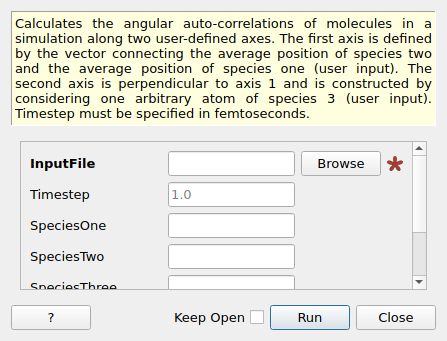 Calculates the angular auto-correlations of molecules in a
simulation along two user-defined axes. The first axis is defined
by the vector connecting the average position of species two
and the average position of species one (user input). The
second axis is perpendicular to axis 1 and is constructed by
considering one arbitrary atom of species 3 (user input).
Timestep must be specified in femtoseconds.
InputFile Browse
Timestep 1.0
SpeciesOne
SpeciesTwo
SpeciesThree
? Keep Open Run Close